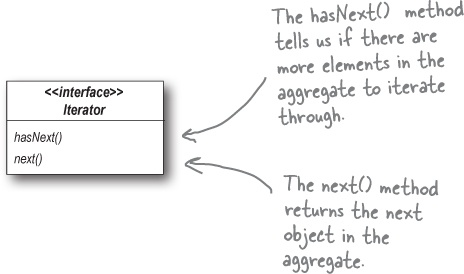 The hasNext() method
tells us if there are
more elements in the
aggregate to iterate
through.
<<interface>>
Iterator
hasNext()
next()
The next() method
returns the next
object in the
aggregate.